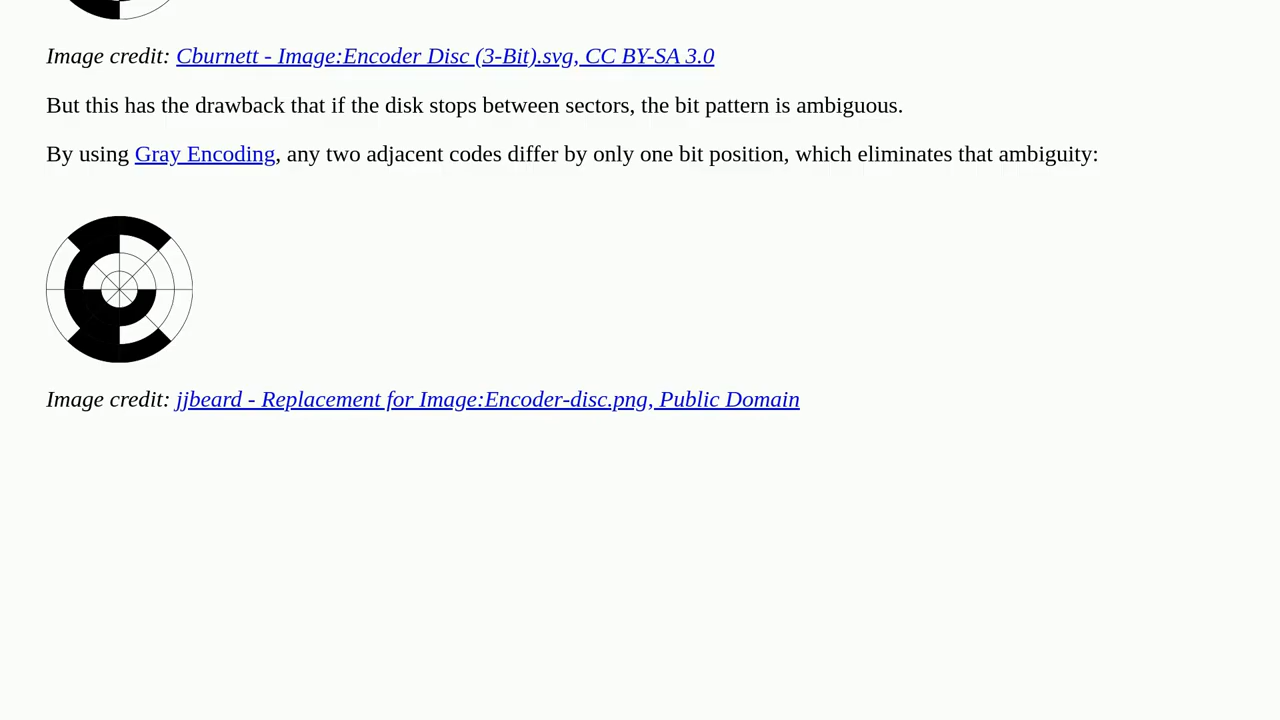 Image credit: Cburnett - Image:Encoder Disc (3-Bit).svg, CC BY-SA 3.0
But this has the drawback that if the disk stops between sectors, the bit pattern is ambiguous.
By using Gray Encoding, any two adjacent codes differ by only one bit position, which eliminates that ambiguity:
Image credit: jjbeard - Replacement for Image:Encoder-disc.png, Public Domain